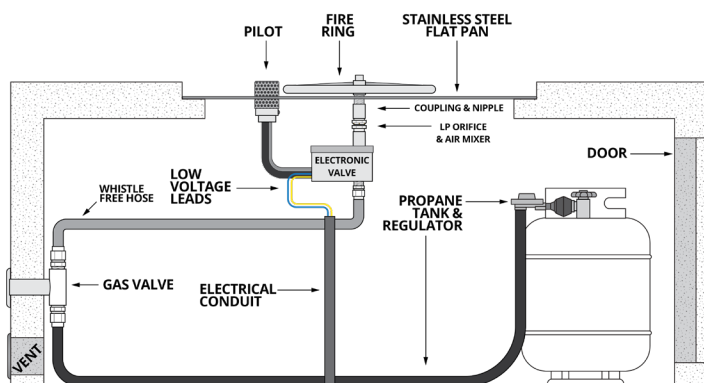 PILOT
FIRE
RING
STAINLESS STEEL
FLAT PAN
COUPLING & NIPPLE
LP ORIFICE
& AIR MIXER
ELECTRONIC
VALVE
DOOR
LOW
VOLTAGE
LEADS
WHISTLE
FREE HOSE
PROPANE
TANK &
REGULATOR
GAS VALVE
ELECTRICAL
CONDUIT
VENT